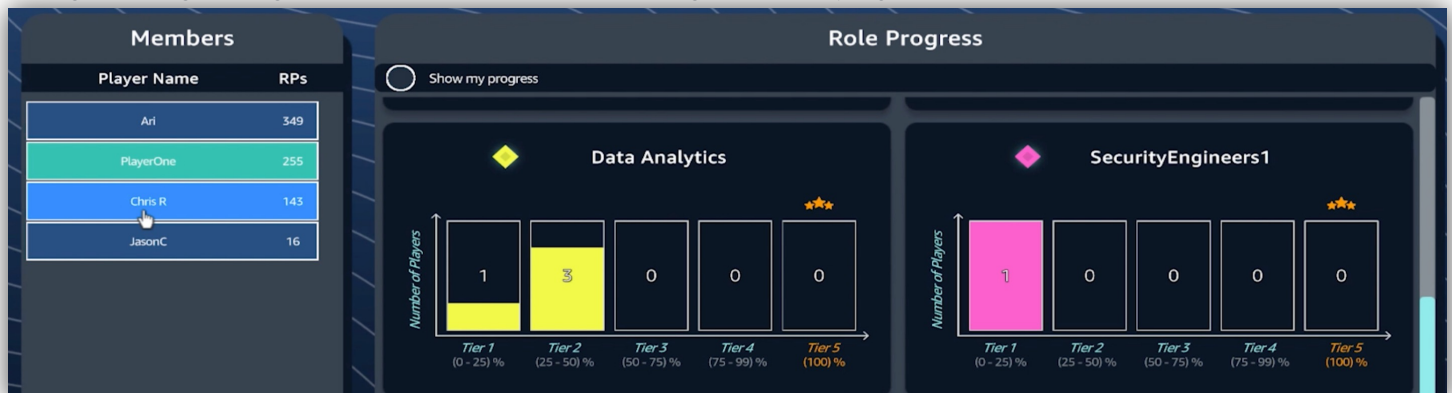 Members
Player Name RPs
Ari 349
PlayerOne 255
Chris R 143
JasonC 16
Role Progress
Show my progress
Data Analytics
Number of Players
1 3 0 0 0
Tier 1 Tier 2 Tier 3 Tier 4 Tier 5
(0 - 25) % (25 - 50) % (50 - 75) % (75 - 99) % (100) %
SecurityEngineers1
Number of Players
1 0 0 0 0
Tier 1 Tier 2 Tier 3 Tier 4 Tier 5
(0 - 25) % (25 - 50) % (50 - 75) % (75 - 99) % (100) %